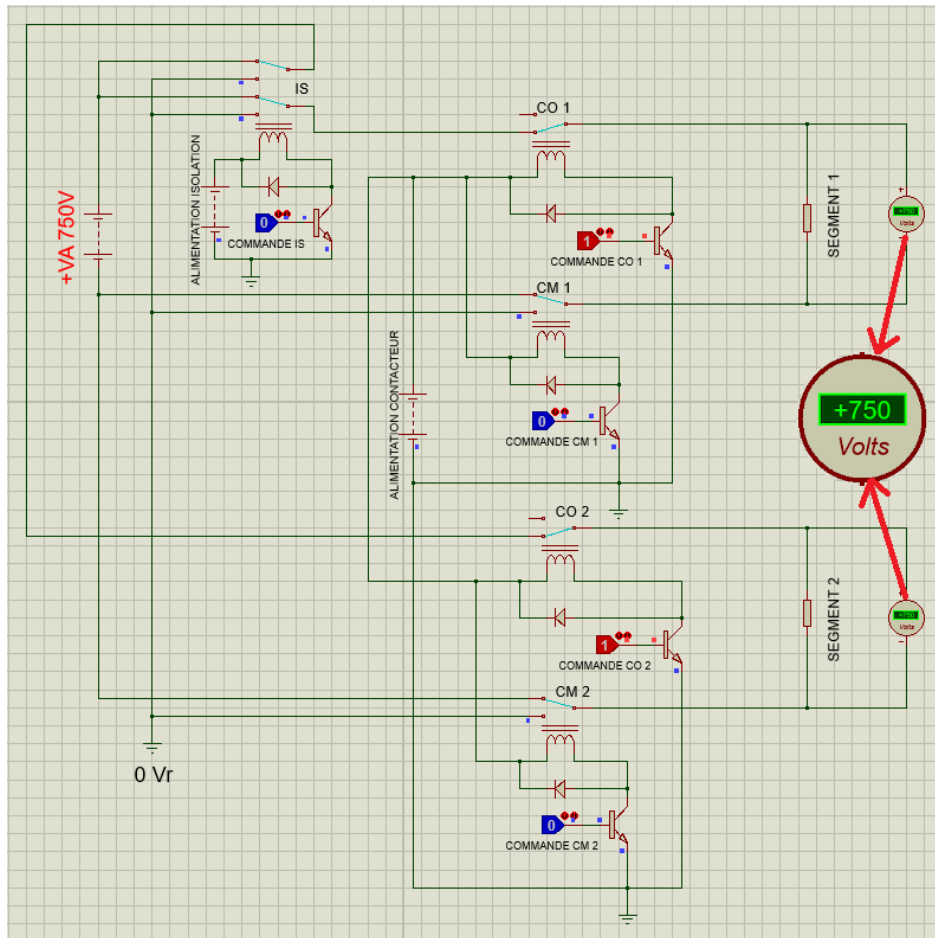 IS
CO 1
ALIMENTATION ISOLATION
+VA 750V
0
COMMANDE IS
SEGMENT 1
+750
Volts
1
COMMANDE CO 1
CM 1
ALIMENTATION CONTACTEUR
0
COMMANDE CM 1
+750
Volts
CO 2
SEGMENT 2
+750
Volts
1
COMMANDE CO 2
CM 2
0 Vr
0
COMMANDE CM 2